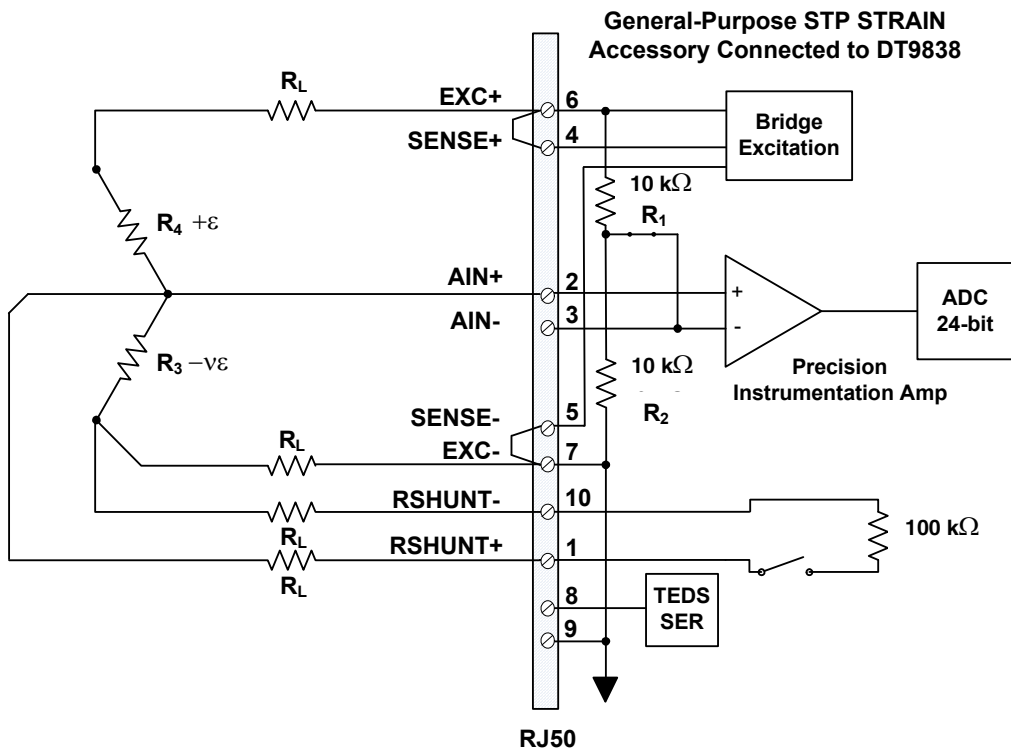 General-Purpose STP STRAIN
Accessory Connected to DT9838
RL
EXC+
6
SENSE+
4
Bridge
Excitation
10 kΩ
R1
R4 +ε
AIN+
2
+
AIN-
3
-
ADC
24-bit
R3 −νε
10 kΩ
R2
Precision
Instrumentation Amp
SENSE-
5
RL
EXC-
7
RSHUNT-
10
RL
RSHUNT+
1
RL
100 kΩ
8
TEDS
SER
9
RJ50